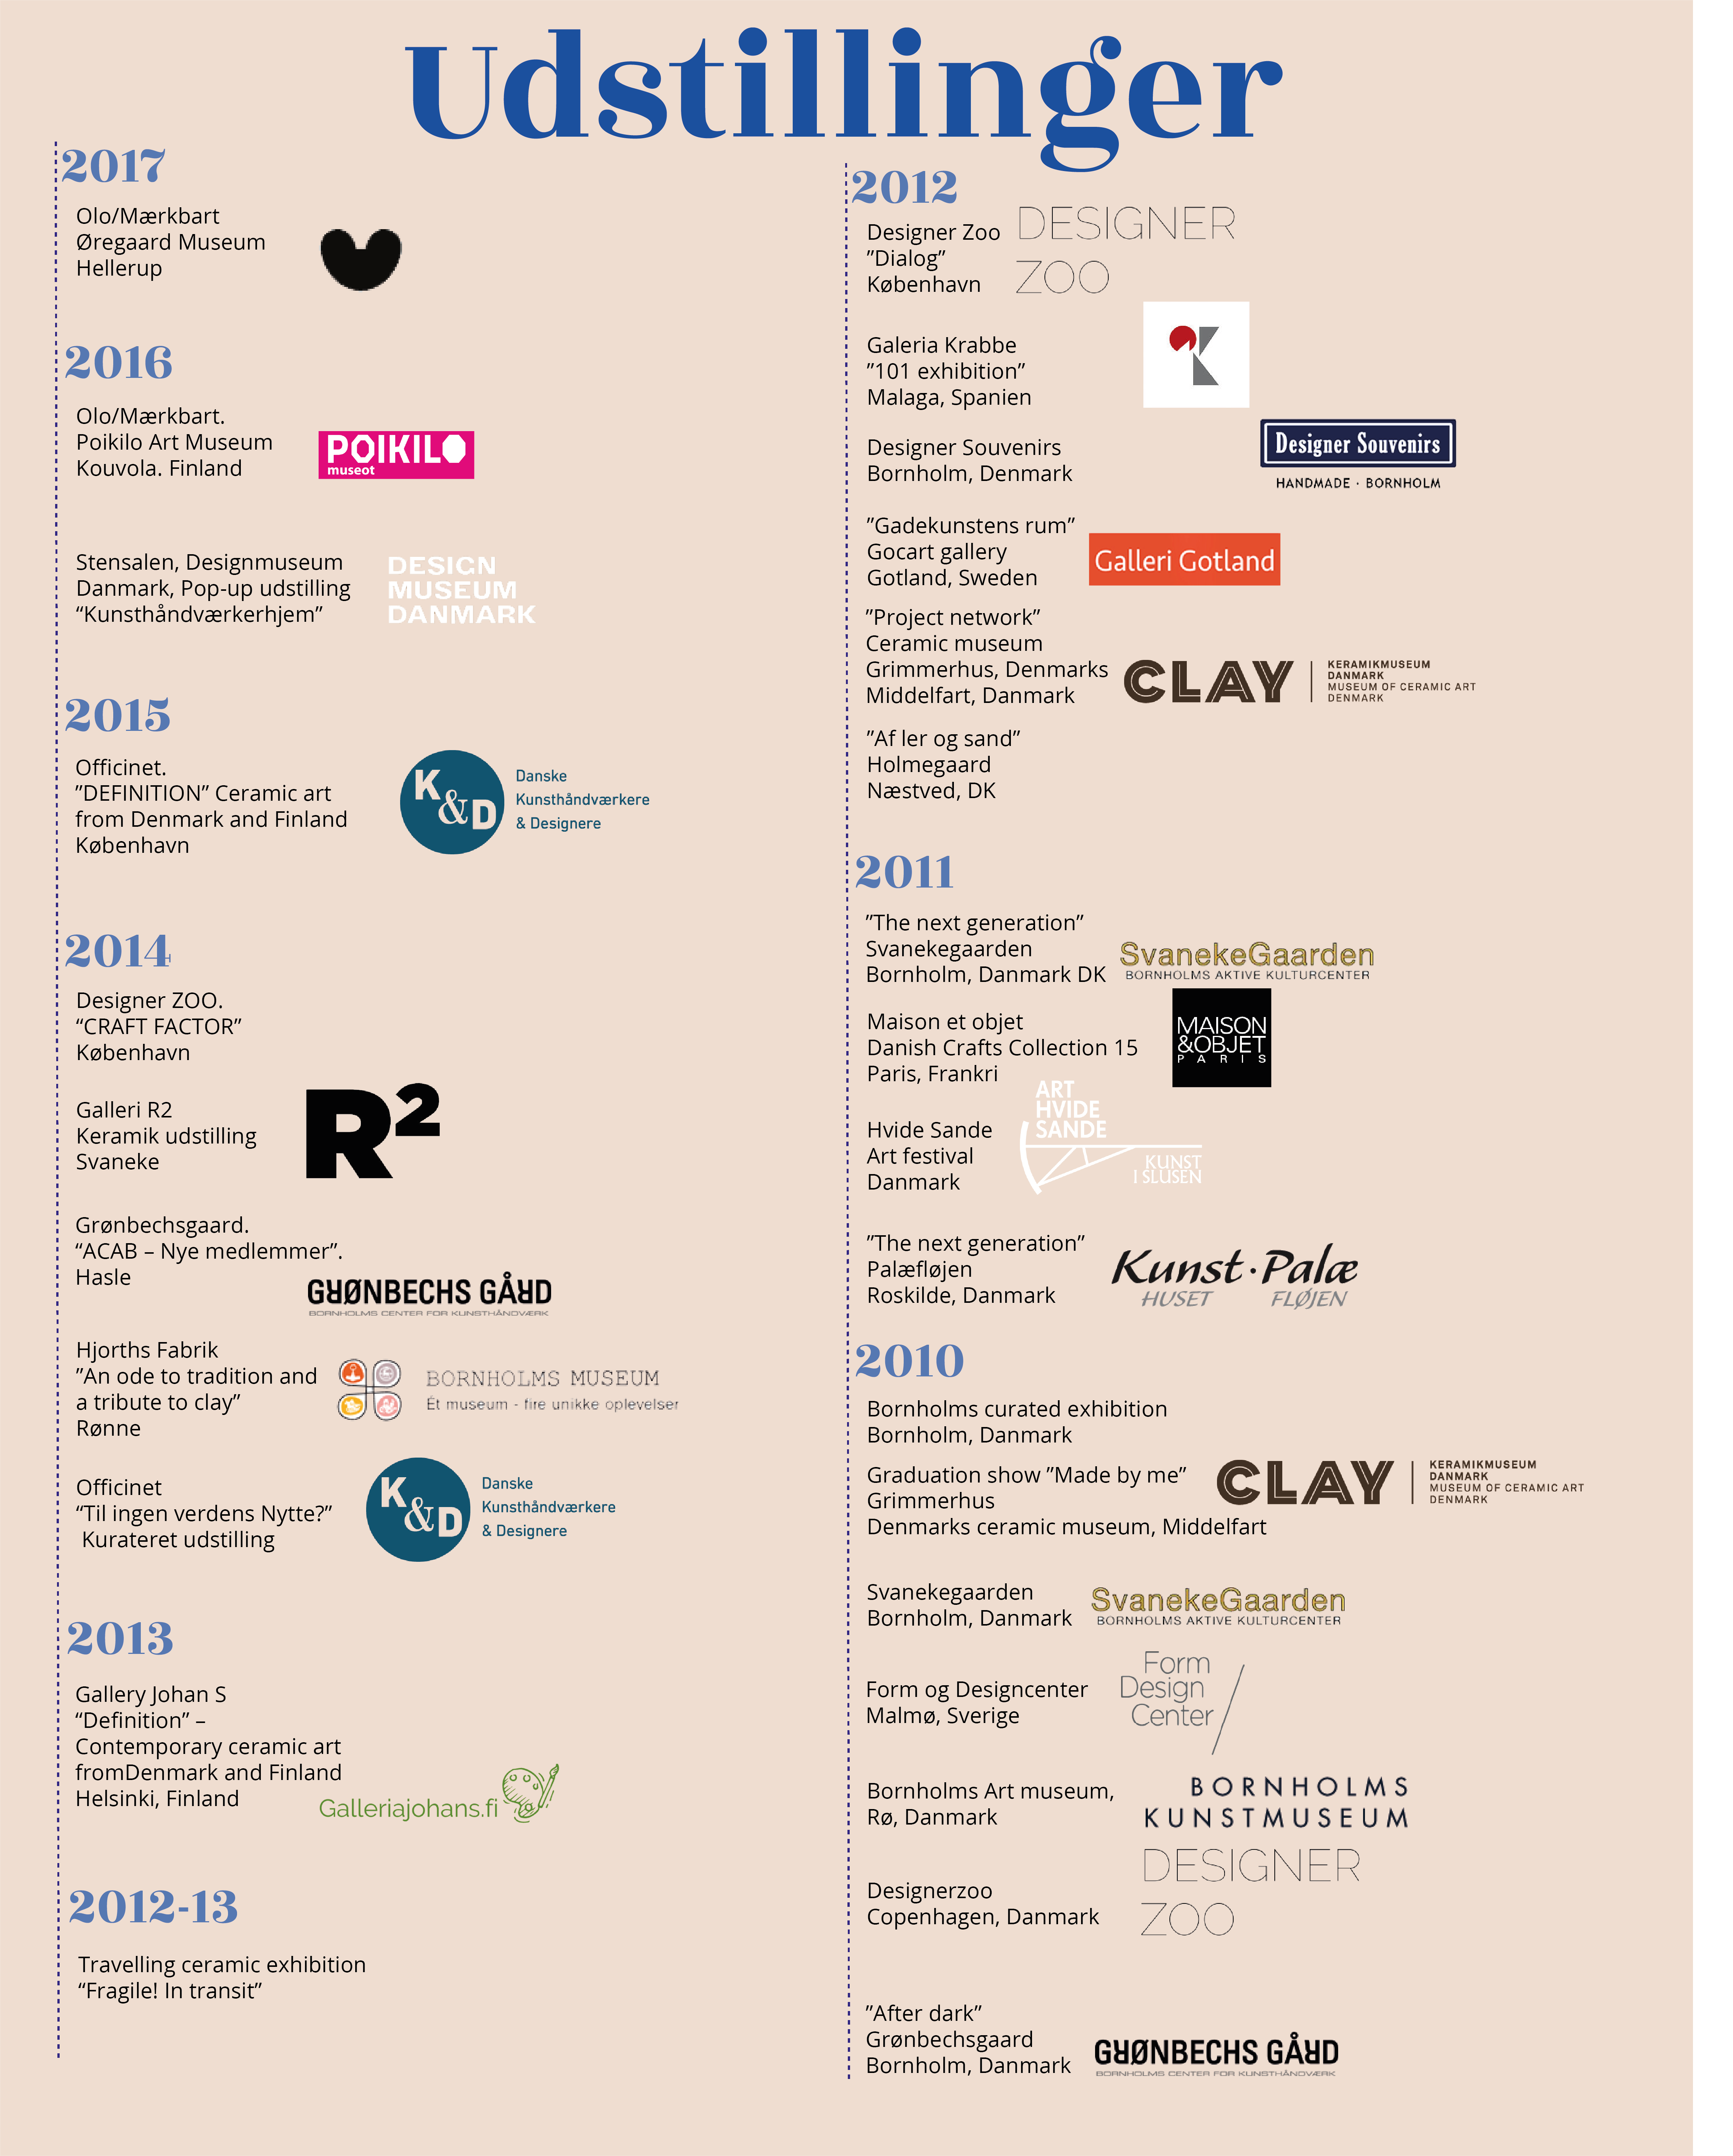 Udstillinger
2017
Olo/Mærkbart
Øregaard Museum
Hellerup
2016
Olo/Mærkbart.
Poikilo Art Museum
Kouvola. Finland
POIKILO
museot
Stensalen, Designmuseum
Danmark, Pop-up udstilling
“Kunsthåndværkerhjem”
DESIGN
MUSEUM
DANMARK
2015
Officinet.
”DEFINITION” Ceramic art
from Denmark and Finland
København
K&D
Danske
Kunsthåndværkere
& Designere
2014
Designer ZOO.
“CRAFT FACTOR”
København
Galleri R2
Keramik udstilling
Svaneke
R²
Grønbechsgaard.
“ACAB – Nye medlemmer”.
Hasle
GRØNBECHS GÅRD
BORNHOLMS CENTER FOR KUNSTHÅNDVÆRK
Hjorths Fabrik
”An ode to tradition and
a tribute to clay”
Rønne
BORNHOLMS MUSEUM
Ét museum - fire unikke oplevelser
Officinet
“Til ingen verdens Nytte?”
Kurateret udstilling
K&D
Danske
Kunsthåndværkere
& Designere
2013
Gallery Johan S
“Definition” –
Contemporary ceramic art
fromDenmark and Finland
Helsinki, Finland
Galleriajohans.fi
2012-13
Travelling ceramic exhibition
“Fragile! In transit”
2012
Designer Zoo
”Dialog”
København
DESIGNER
ZOO
Galeria Krabbe
”101 exhibition”
Malaga, Spanien
K
Designer Souvenirs
Bornholm, Denmark
Designer Souvenirs
HANDMADE · BORNHOLM
”Gadekunstens rum”
Gocart gallery
Gotland, Sweden
Galleri Gotland
”Project network”
Ceramic museum
Grimmerhus, Denmarks
Middelfart, Danmark
CLAY
KERAMIKMUSEUM
DANMARK
MUSEUM OF CERAMIC ART
DENMARK
”Af ler og sand”
Holmegaard
Næstved, DK
2011
”The next generation”
Svanekegaarden
Bornholm, Danmark DK
SvanekeGaarden
BORNHOLMS AKTIVE KULTURCENTER
Maison et objet
Danish Crafts Collection 15
Paris, Frankri
MAISON
&OBJET
PARIS
Hvide Sande
Art festival
Danmark
ART
HVIDE
SANDE
KUNST
I SLUSEN
”The next generation”
Palæfløjen
Roskilde, Danmark
Kunst·Palæ
HUSET FLØJEN
2010
Bornholms curated exhibition
Bornholm, Danmark
Graduation show ”Made by me”
Grimmerhus
Denmarks ceramic museum, Middelfart
CLAY
KERAMIKMUSEUM
DANMARK
MUSEUM OF CERAMIC ART
DENMARK
Svanekegaarden
Bornholm, Danmark
SvanekeGaarden
BORNHOLMS AKTIVE KULTURCENTER
Form og Designcenter
Malmø, Sverige
Form
Design
Center
Bornholms Art museum,
Rø, Danmark
BORNHOLMS
KUNSTMUSEUM
Designerzoo
Copenhagen, Danmark
DESIGNER
ZOO
”After dark”
Grønbechsgaard
Bornholm, Danmark
GRØNBECHS GÅRD
BORNHOLMS CENTER FOR KUNSTHÅNDVÆRK